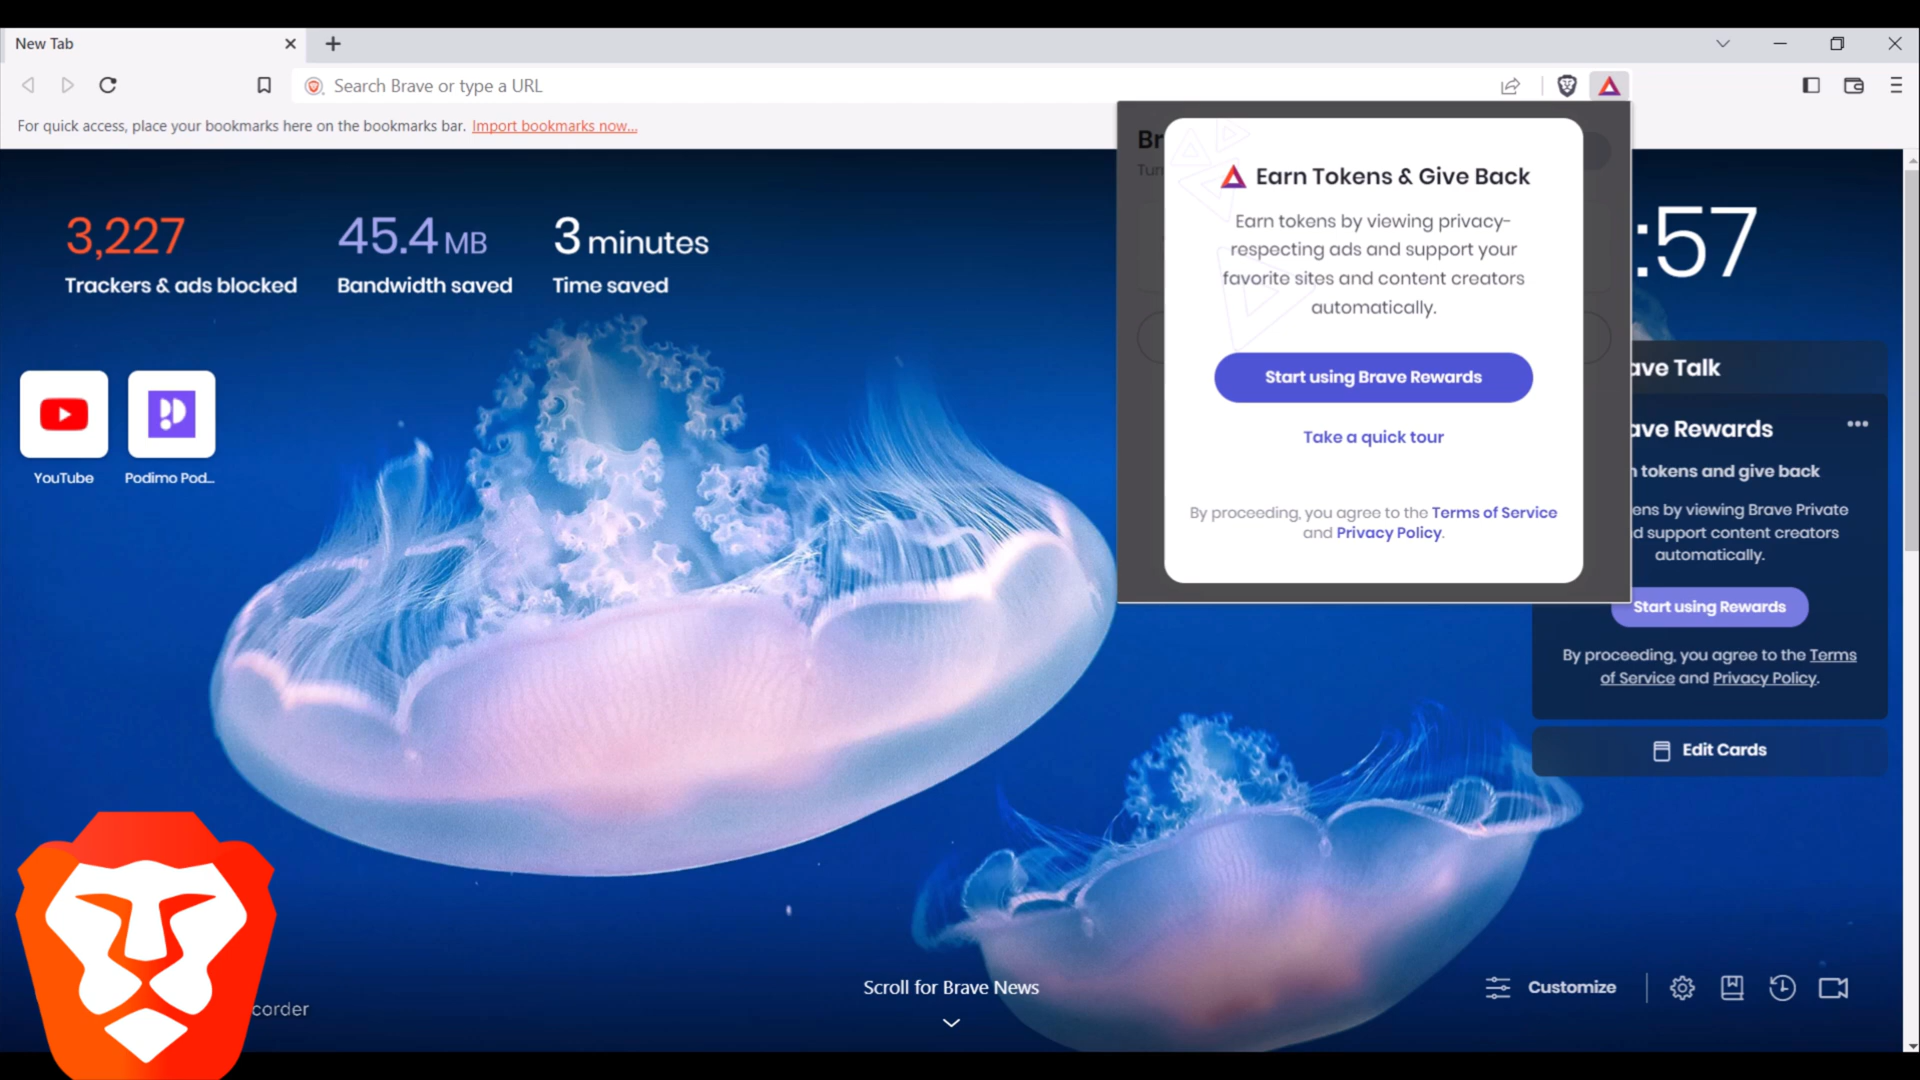 New Tab
Search Brave or type a URL
For quick access, place your bookmarks here on the bookmarks bar. Import bookmarks now...
3,227
Trackers & ads blocked
45.4 MB
Bandwidth saved
3 minutes
Time saved
YouTube
Podimo Pod...
Br
Turn
Earn Tokens & Give Back
Earn tokens by viewing privacy-
respecting ads and support your
favorite sites and content creators
automatically.
Start using Brave Rewards
Take a quick tour
By proceeding, you agree to the Terms of Service
and Privacy Policy.
:57
ave Talk
ave Rewards
n tokens and give back
ens by viewing Brave Private
d support content creators
automatically.
Start using Rewards
By proceeding, you agree to the Terms
of Service and Privacy Policy.
Edit Cards
corder
Scroll for Brave News
Customize